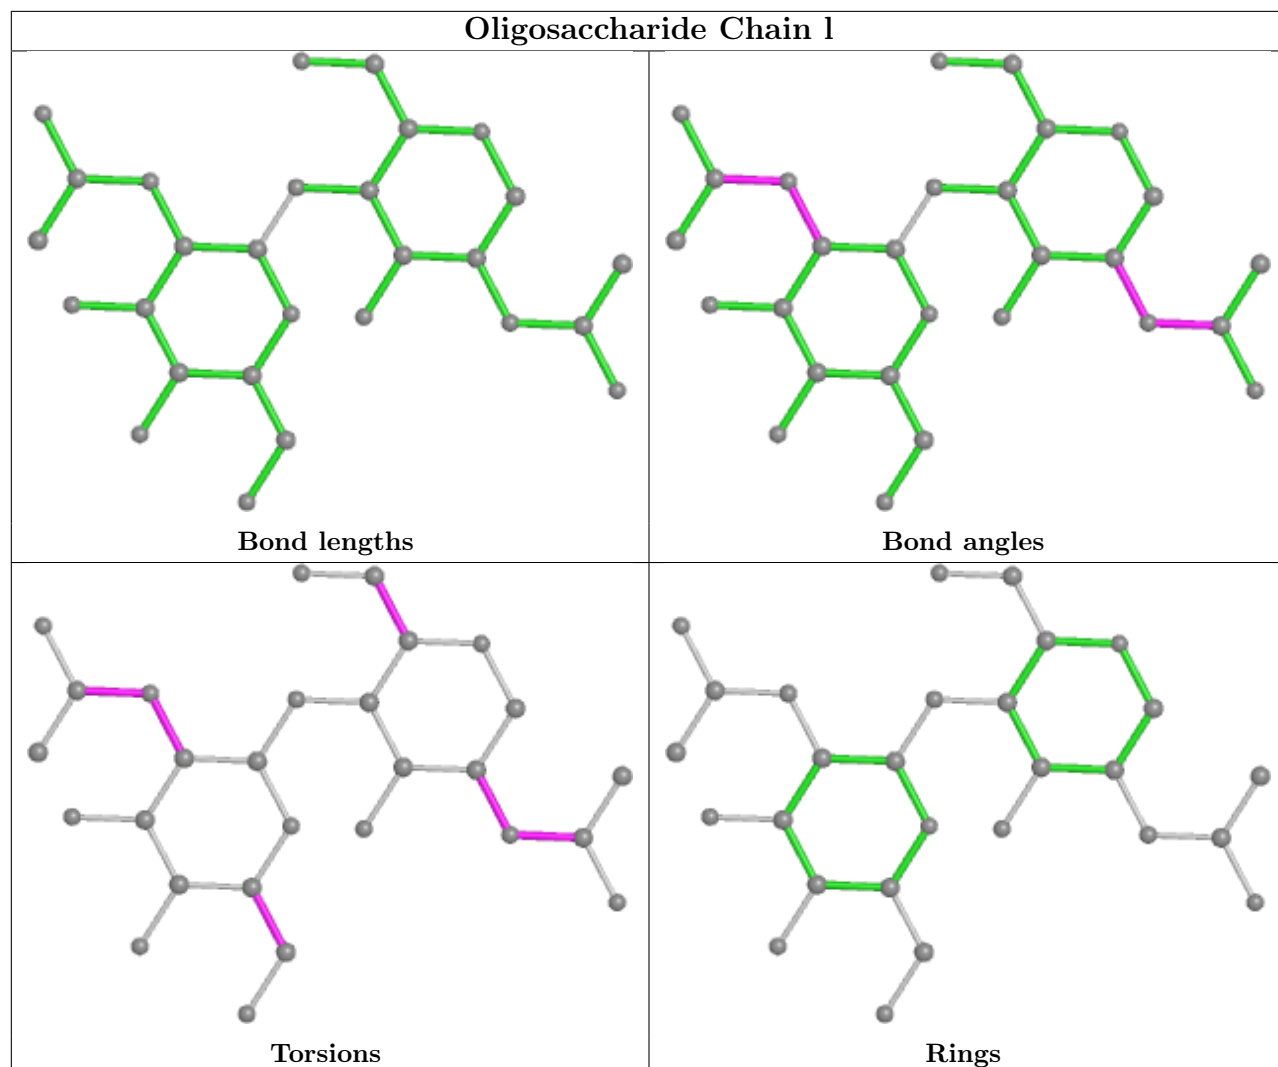 Oligosaccharide Chain l
Bond lengths
Bond angles
Torsions
Rings